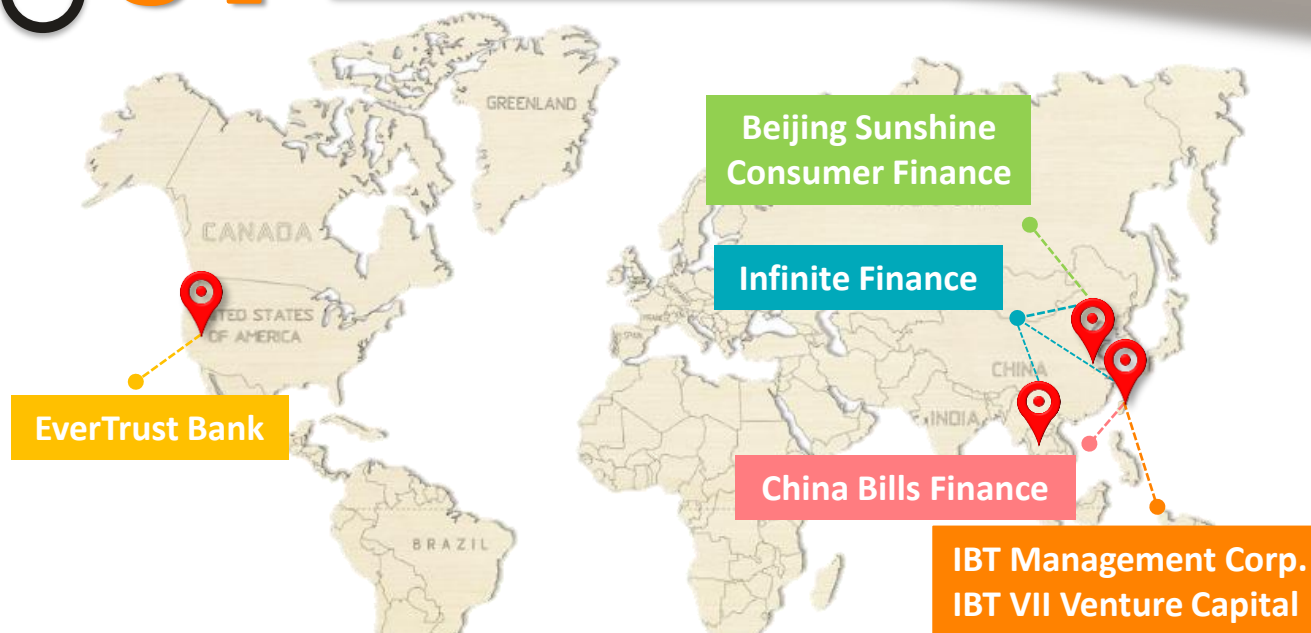 GREENLAND
Beijing Sunshine
Consumer Finance
CANADA
Infinite Finance
STATES
OF AMERICA
CHINA
INDIA
EverTrust Bank
China Bills Finance
BRAZIL
IBT Management Corp.
IBT VII Venture Capital